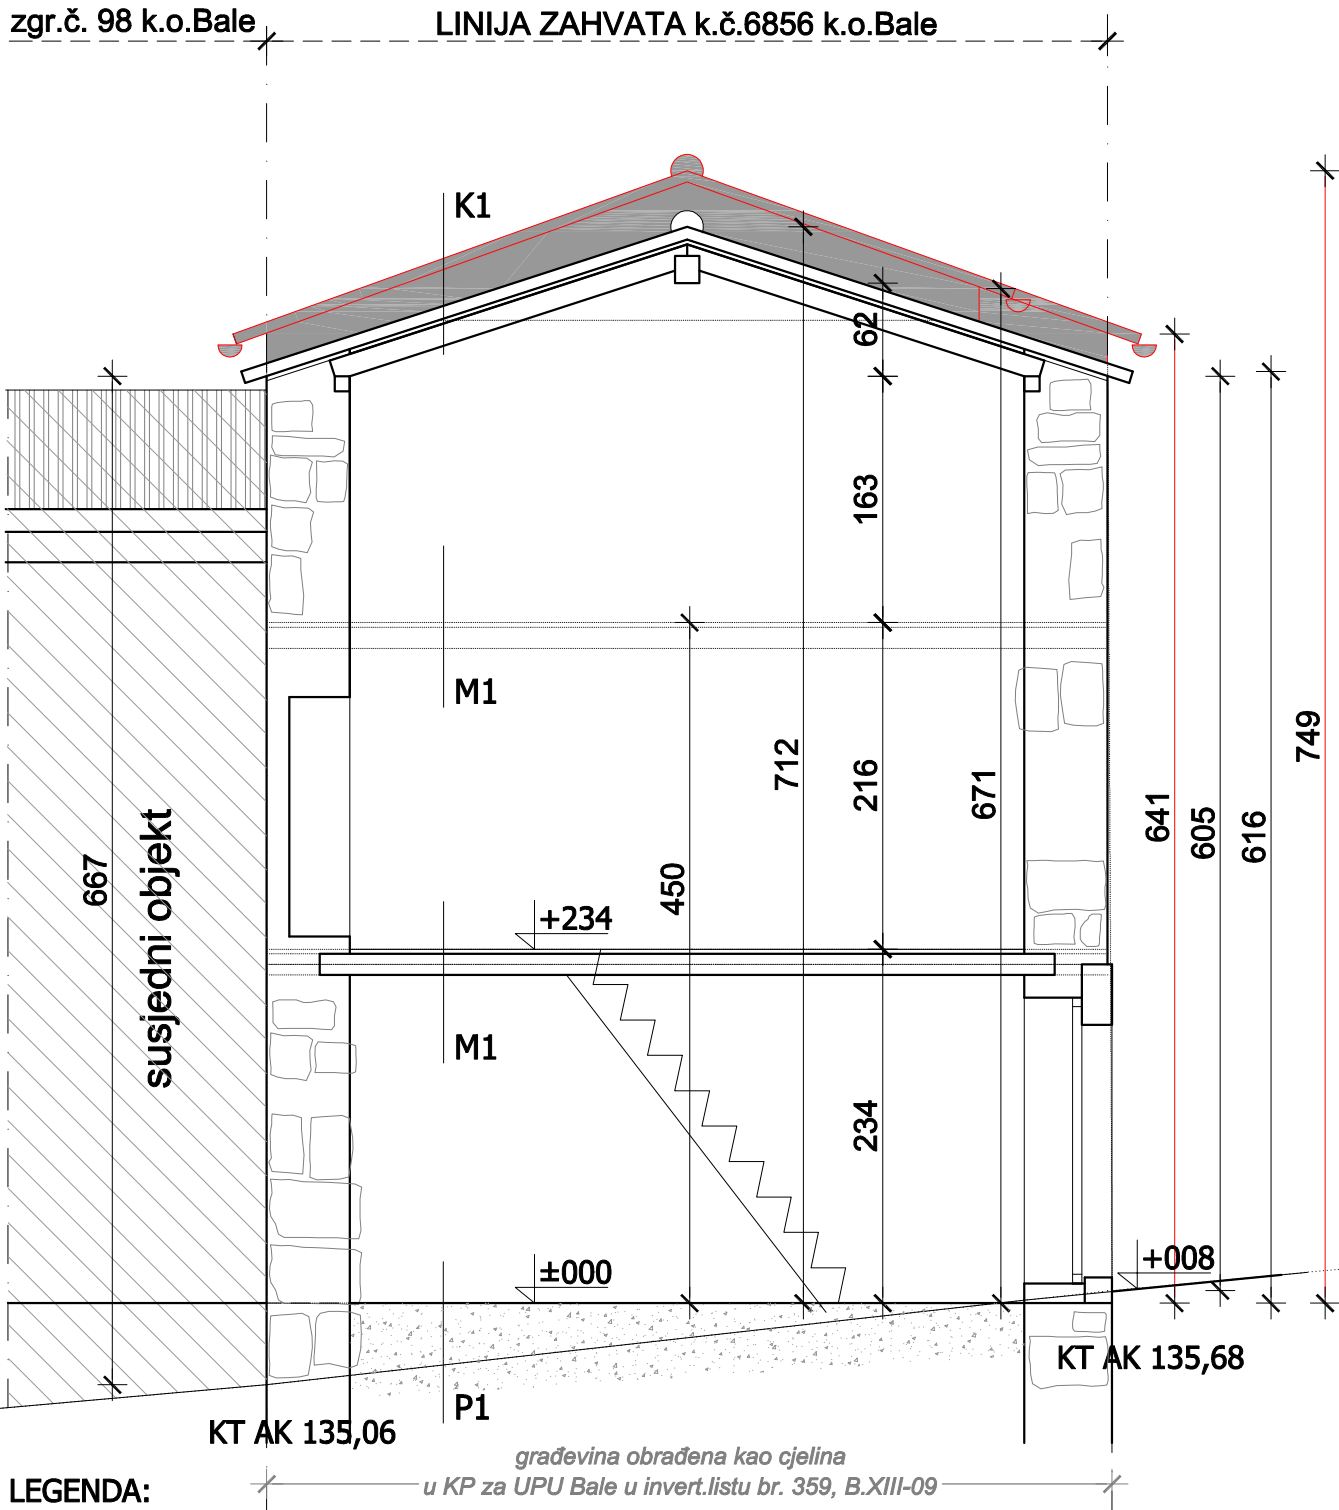 zgr.č. 98 k.o.Bale
LINIJA ZAHVATA k.č.6856 k.o.Bale
K1
62
163
M1
749
712
216
671
641
605
616
667
susjedni objekt
450
+234
M1
234
±000
+008
KT AK 135,68
P1
KT AK 135,06
građevina obrađena kao cjelina
u KP za UPU Bale u invert.listu br. 359, B.XIII-09
LEGENDA: